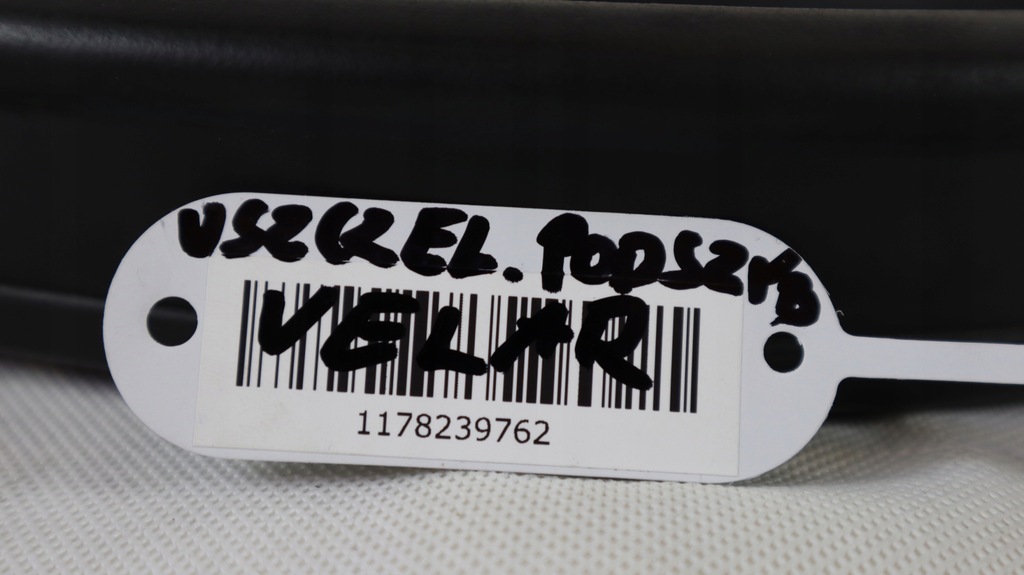 USZCZEL. PODSZYB
VELAR
1178239762